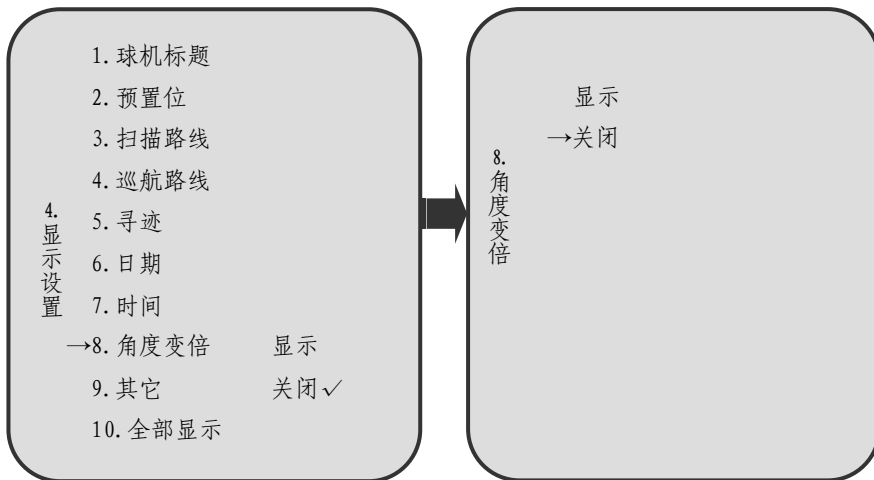 4.显示设置
1.球机标题
2.预置位
3.扫描路线
4.巡航路线
5.寻迹
6.日期
7.时间
→8.角度变倍 显示
9.其它 关闭✓
10.全部显示
8.角度变倍
显示
→关闭